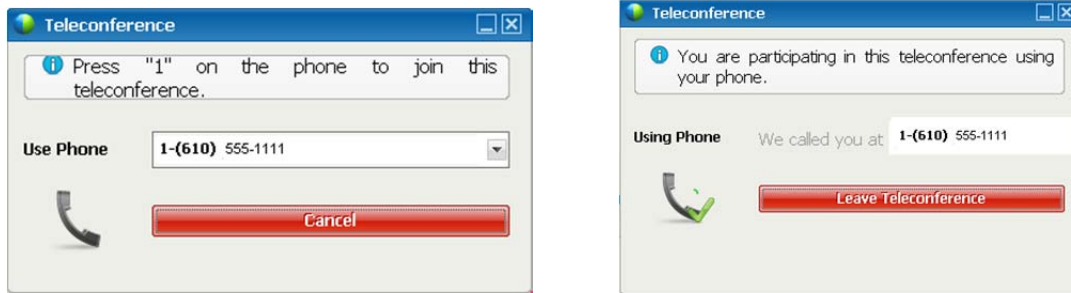 Teleconference
Press "1" on the phone to join this
teleconference.
Use Phone 1-(610) 555-1111
Cancel
Teleconference
You are participating in this teleconference using
your phone.
Using Phone We called you at 1-(610) 555-1111
Leave Teleconference